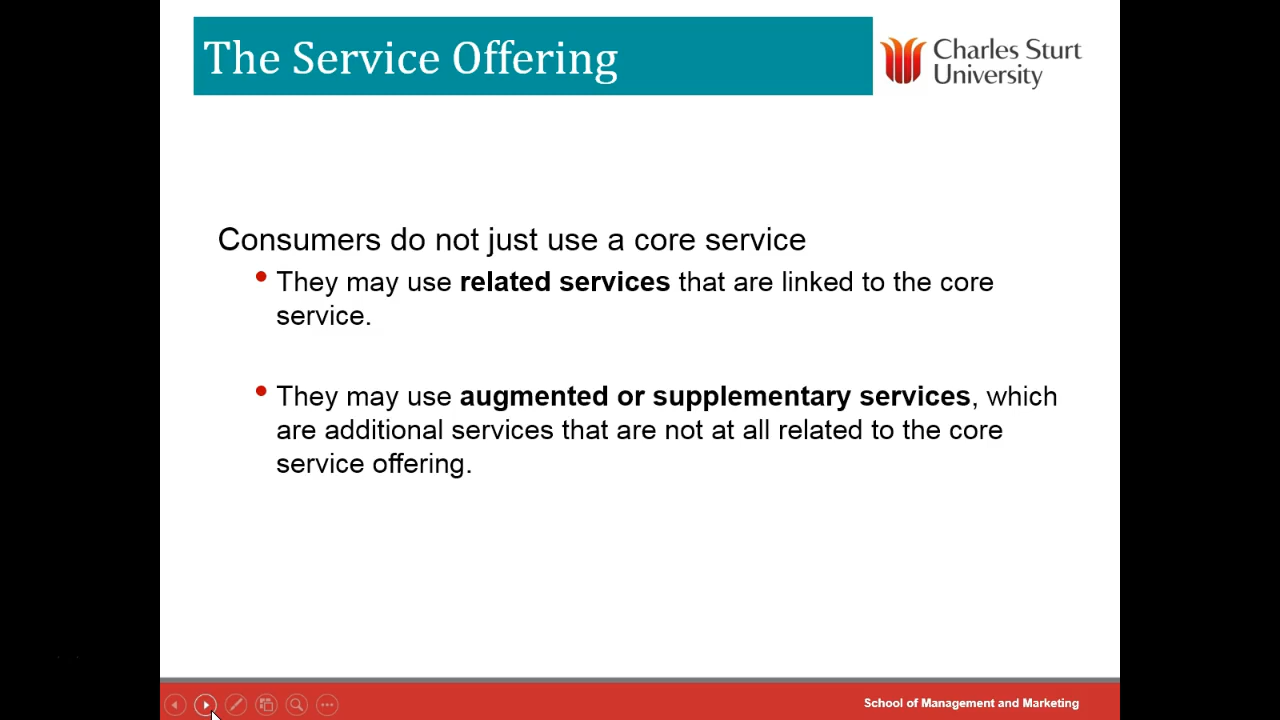 The Service Offering
Charles Sturt
University
Consumers do not just use a core service
• They may use related services that are linked to the core
service.
• They may use augmented or supplementary services, which
are additional services that are not at all related to the core
service offering.
School of Management and Marketing